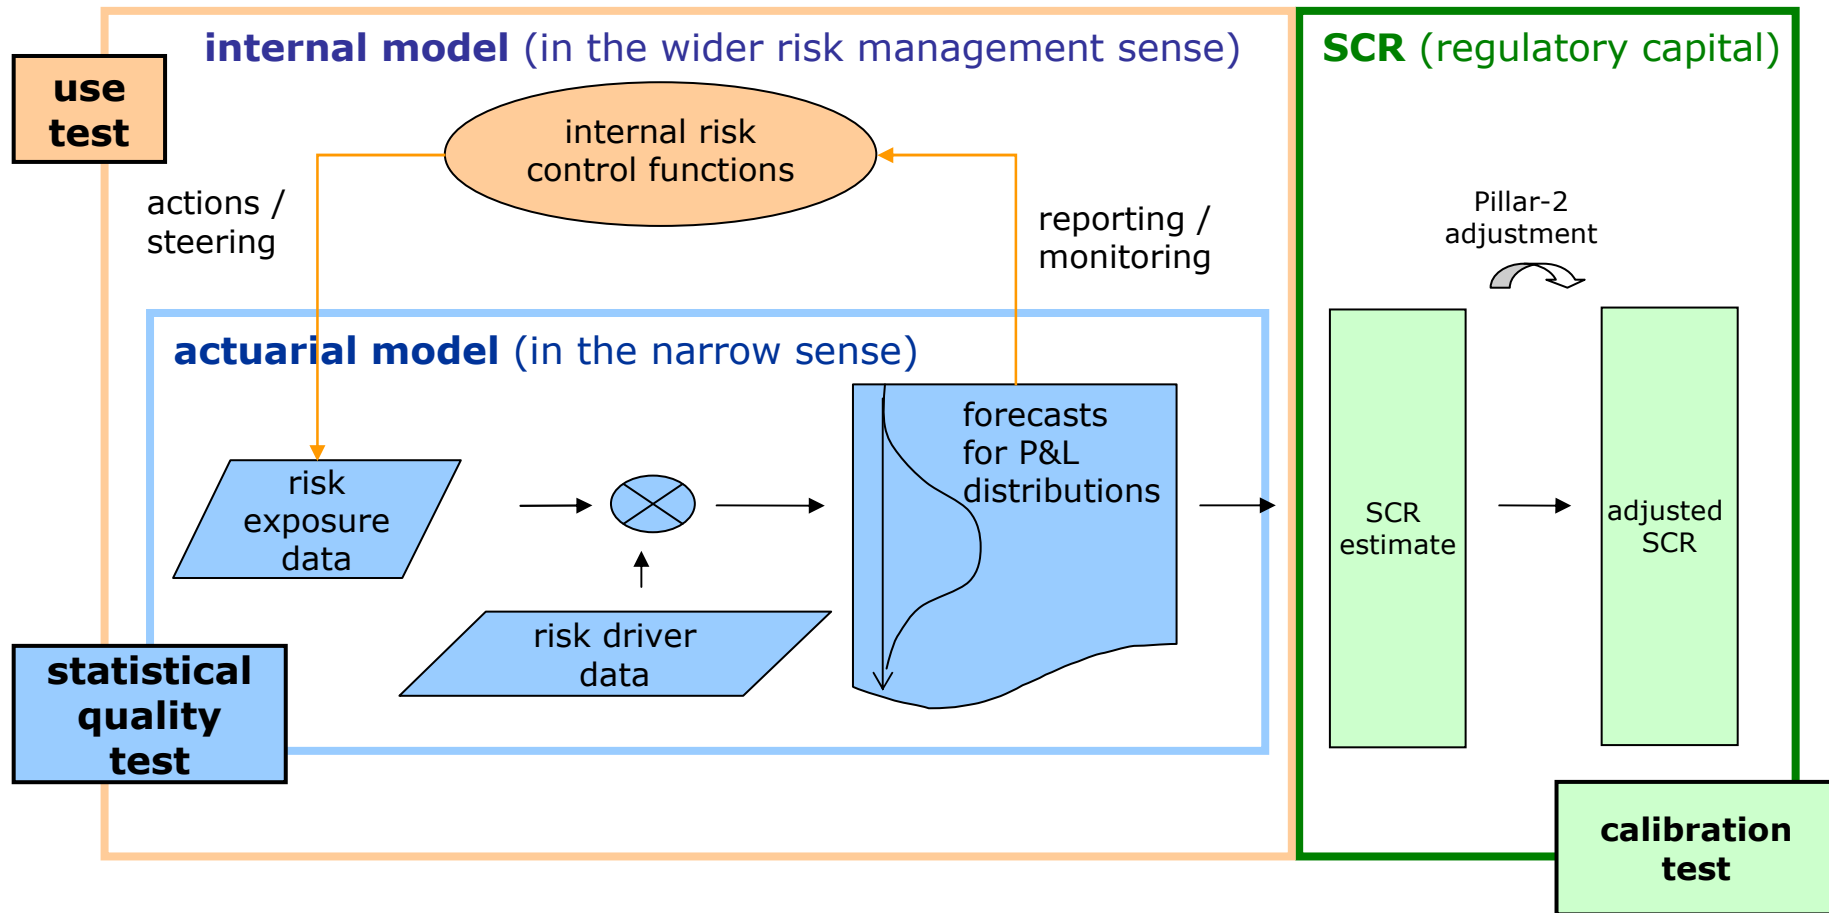 internal model (in the wider risk management sense)
SCR (regulatory capital)
use
test
internal risk
control functions
actions /
steering
reporting /
monitoring
Pillar-2
adjustment
actuarial model (in the narrow sense)
forecasts
for P&L
distributions
risk
exposure
data
risk driver
data
SCR
estimate
adjusted
SCR
statistical
quality
test
calibration
test